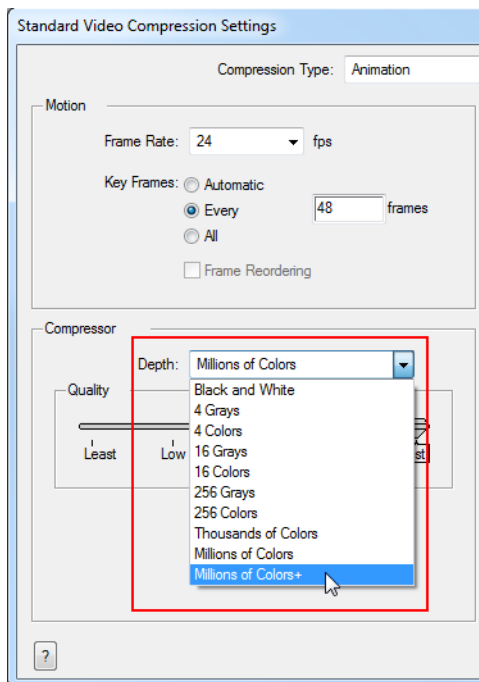 Standard Video Compression Settings
Compression Type: Animation
Motion
Frame Rate: 24 fps
Key Frames: Automatic
Every 48 frames
All
Frame Reordering
Compressor
Depth: Millions of Colors
Quality
Black and White
4 Grays
4 Colors
Least Low 16 Grays st
16 Colors
256 Grays
256 Colors
Thousands of Colors
Millions of Colors
Millions of Colors+
?